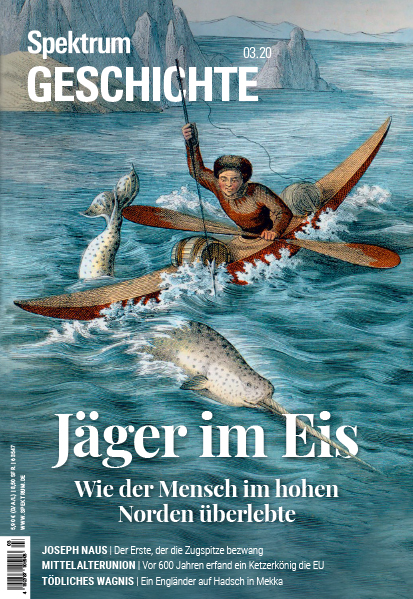 Spektrum
03.20
GESCHICHTE
Jäger im Eis
Wie der Mensch im hohen
Norden überlebte
JOSEPH NAUS | Der Erste, der die Zugspitze bezwang
MITTELALTERUNION | Vor 600 Jahren erfand ein Ketzerkönig die EU
TÖDLICHES WAGNIS | Ein Engländer auf Hadsch in Mekka
WWW.SPEKTRUM.DE